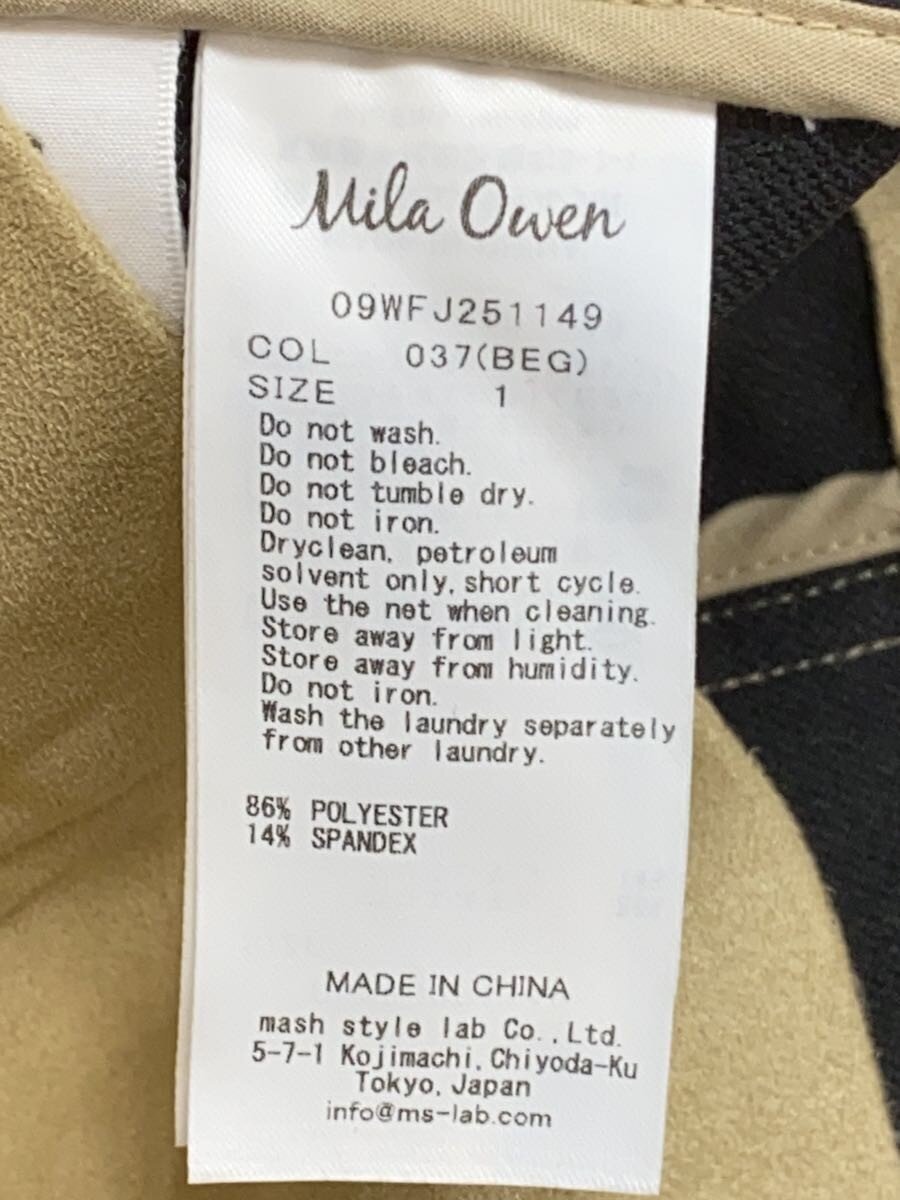 Mila Owen
09WFJ251149
COL 037(BEG)
SIZE 1
Do not wash.
Do not bleach.
Do not tumble dry.
Do not iron.
Dryclean, petroleum
solvent only, short cycle.
Use the net when cleaning.
Store away from light.
Store away from humidity.
Do not iron.
Wash the laundry separately
from other laundry.
86% POLYESTER
14% SPANDEX
MADE IN CHINA
mash style lab Co.,Ltd.
5-7-1 Kojimachi,Chiyoda-Ku
Tokyo,Japan
info@ms-lab.com